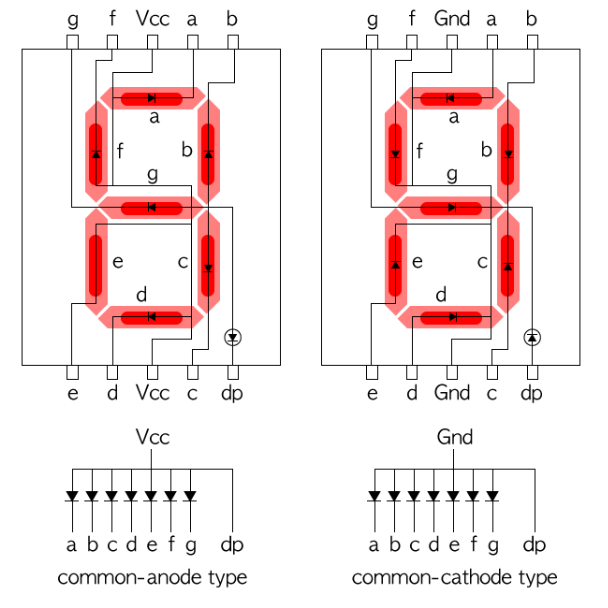 g f Vcc a b
g f Gnd a b
a
a
f b
f b
g
g
e c
e c
d
d
e d Vcc c dp
e d Gnd c dp
Vcc
Gnd
a b c d e f g dp
a b c d e f g dp
common-anode type
common-cathode type